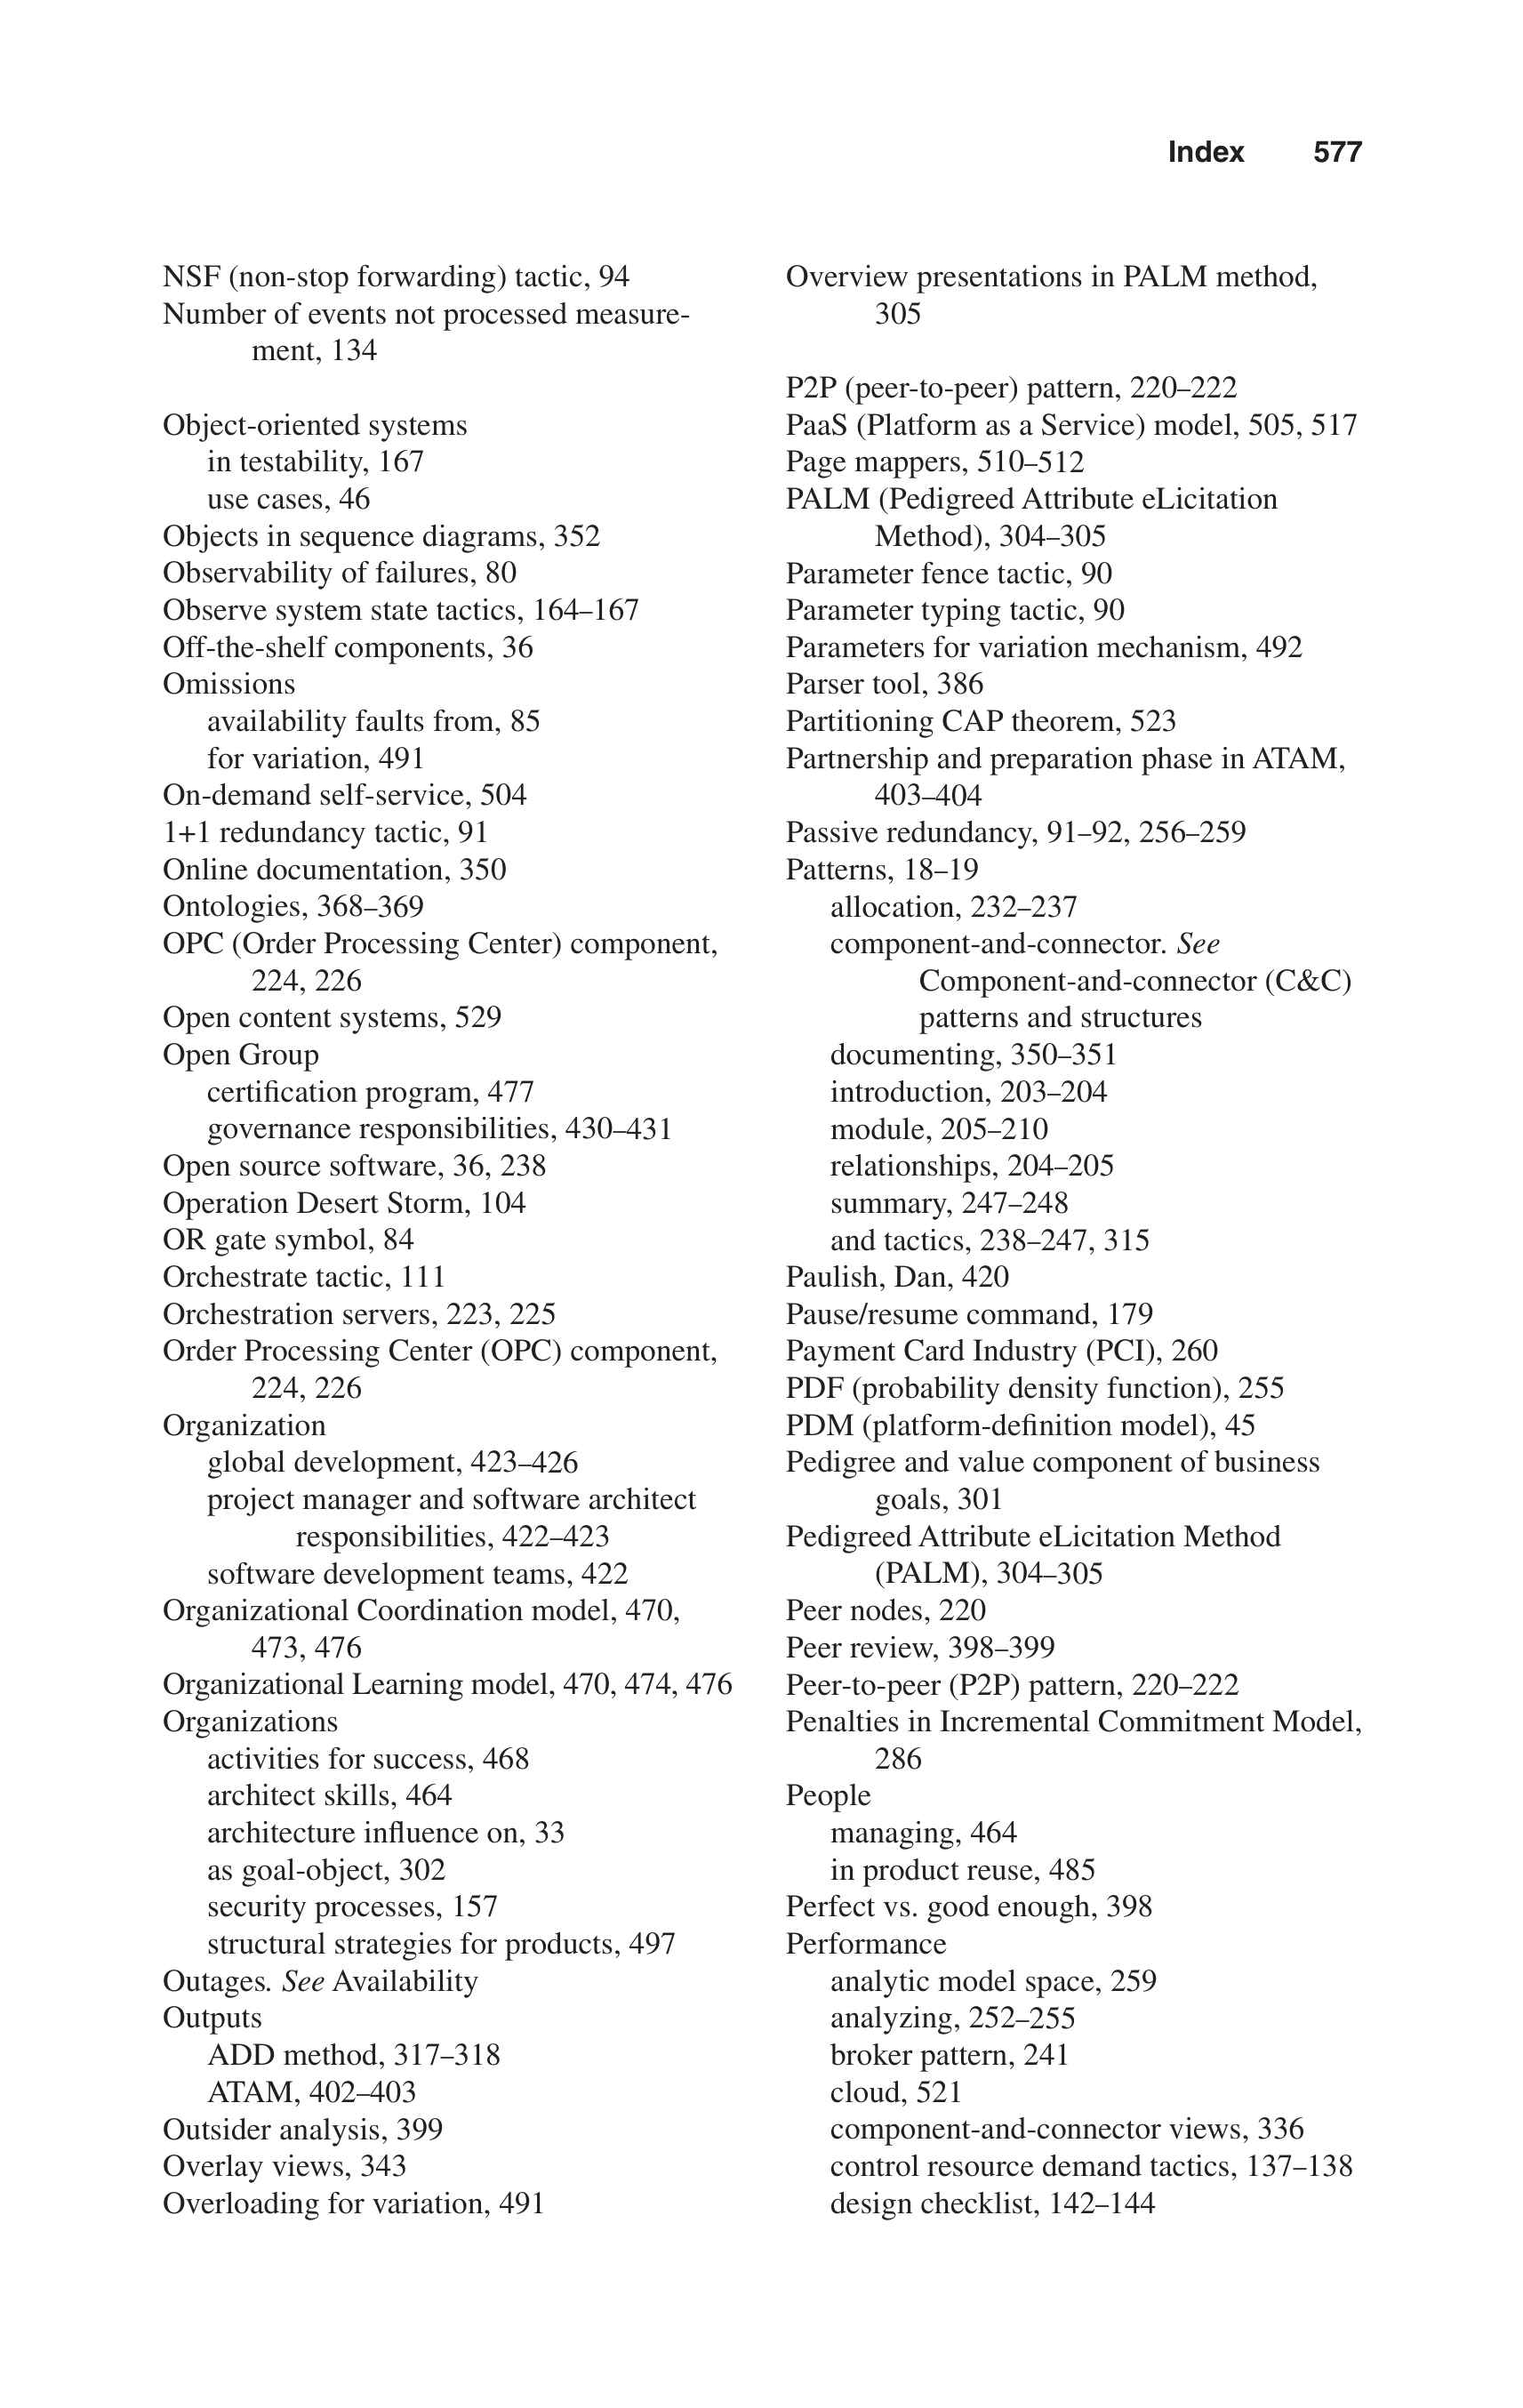 Index 577
NSF (non-stop forwarding) tactic, 94
Number of events not processed measure-
ment, 134
Object-oriented systems
in testability, 167
use cases, 46
Objects in sequence diagrams, 352
Observability of failures, 80
Observe system state tactics, 164–167
Off-the-shelf components, 36
Omissions
availability faults from, 85
for variation, 491
On-demand self-service, 504
1+1 redundancy tactic, 91
Online documentation, 350
Ontologies, 368–369
OPC (Order Processing Center) component,
224, 226
Open content systems, 529
Open Group
certification program, 477
governance responsibilities, 430–431
Open source software, 36, 238
Operation Desert Storm, 104
OR gate symbol, 84
Orchestrate tactic, 111
Orchestration servers, 223, 225
Order Processing Center (OPC) component,
224, 226
Organization
global development, 423–426
project manager and software architect
responsibilities, 422–423
software development teams, 422
Organizational Coordination model, 470,
473, 476
Organizational Learning model, 470, 474, 476
Organizations
activities for success, 468
architect skills, 464
architecture influence on, 33
as goal-object, 302
security processes, 157
structural strategies for products, 497
Outages. See Availability
Outputs
ADD method, 317–318
ATAM, 402–403
Outsider analysis, 399
Overlay views, 343
Overloading for variation, 491
Overview presentations in PALM method,
305
P2P (peer-to-peer) pattern, 220–222
PaaS (Platform as a Service) model, 505, 517
Page mappers, 510–512
PALM (Pedigreed Attribute eLicitation
Method), 304–305
Parameter fence tactic, 90
Parameter typing tactic, 90
Parameters for variation mechanism, 492
Parser tool, 386
Partitioning CAP theorem, 523
Partnership and preparation phase in ATAM,
403–404
Passive redundancy, 91–92, 256–259
Patterns, 18–19
allocation, 232–237
component-and-connector. See
Component-and-connector (C&C)
patterns and structures
documenting, 350–351
introduction, 203–204
module, 205–210
relationships, 204–205
summary, 247–248
and tactics, 238–247, 315
Paulish, Dan, 420
Pause/resume command, 179
Payment Card Industry (PCI), 260
PDF (probability density function), 255
PDM (platform-definition model), 45
Pedigree and value component of business
goals, 301
Pedigreed Attribute eLicitation Method
(PALM), 304–305
Peer nodes, 220
Peer review, 398–399
Peer-to-peer (P2P) pattern, 220–222
Penalties in Incremental Commitment Model,
286
People
managing, 464
in product reuse, 485
Perfect vs. good enough, 398
Performance
analytic model space, 259
analyzing, 252–255
broker pattern, 241
cloud, 521
component-and-connector views, 336
control resource demand tactics, 137–138
design checklist, 142–144